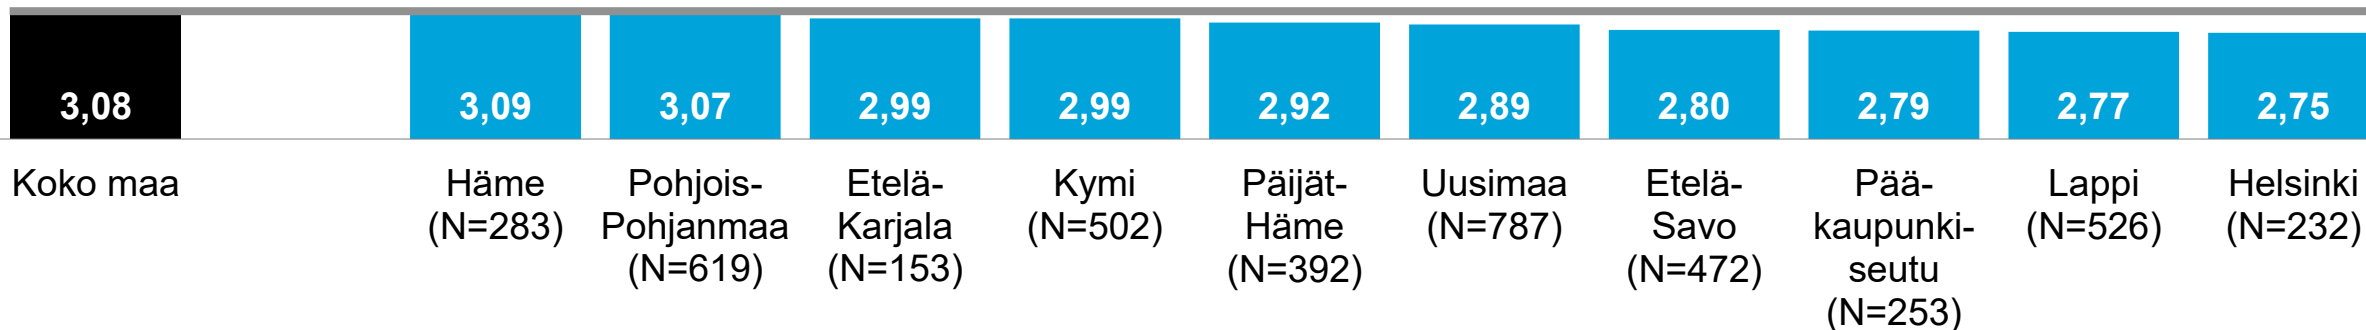 3,08 3,09 3,07 2,99 2,99 2,92 2,89 2,80 2,79 2,77 2,75
Koko maa
Häme
(N=283)
Pohjois-
Pohjanmaa
(N=619)
Etelä-
Karjala
(N=153)
Kymi
(N=502)
Päijät-
Häme
(N=392)
Uusimaa
(N=787)
Etelä-
Savo
(N=472)
Pää-
kaupunki-
seutu
(N=253)
Lappi
(N=526)
Helsinki
(N=232)